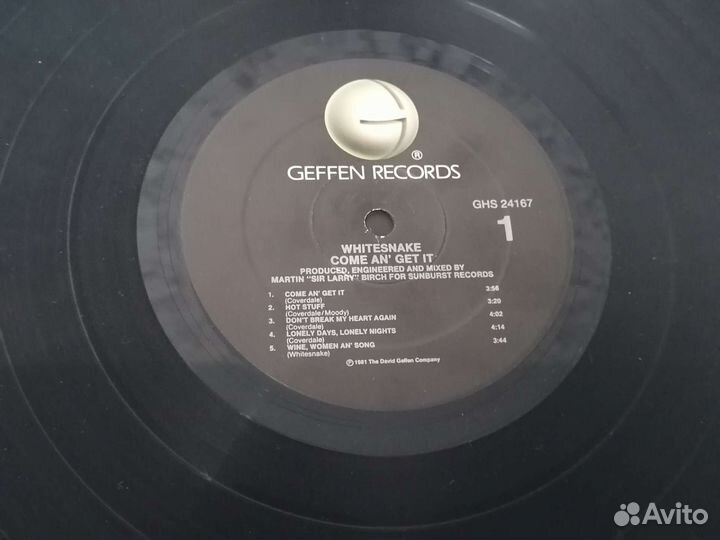 ®
GEFFEN RECORDS
GHS 24167
1
WHITESNAKE
COME AN' GET IT
PRODUCED, ENGINEERED AND MIXED BY
MARTIN "SIR LARRY" BIRCH FOR SUNBURST RECORDS
1. COME AN' GET IT 3:56
(Coverdale)
2. HOT STUFF 3:20
(Coverdale/Moody)
3. DON'T BREAK MY HEART AGAIN 4:02
(Coverdale)
4. LONELY DAYS, LONELY NIGHTS 4:14
(Coverdale)
5. WINE, WOMEN AN' SONG 3:44
(Whitesnake)
℗ 1981 The David Geffen Company
Avito